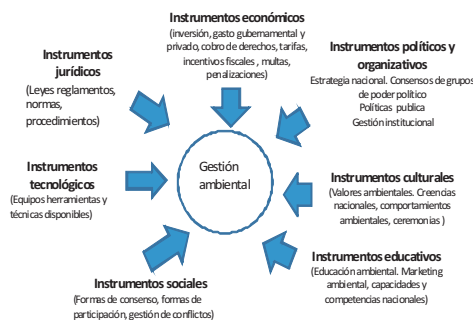 Instrumentos económicos
(inversión, gasto gubernamental y
privado, cobro de derechos, tarifas,
incentivos fiscales , multas,
penalizaciones)
Instrumentos
jurídicos
(Leyes reglamentos,
normas,
procedimientos)
Instrumentos políticos y
organizativos
Estrategia nacional. Consensos de grupos
de poder político
Políticas publica
Gestión institucional
Gestión
ambiental
Instrumentos
tecnológicos
(Equipos herramientas y
técnicas disponibles)
Instrumentos culturales
(Valores ambientales. Creencias
nacionales, comportamientos
ambientales, ceremonias )
Instrumentos educativos
(Educación ambiental. Marketing
ambiental, capacidades y
competencias nacionales)
Instrumentos sociales
(Formas de consenso, formas de
participación, gestión de conflictos)